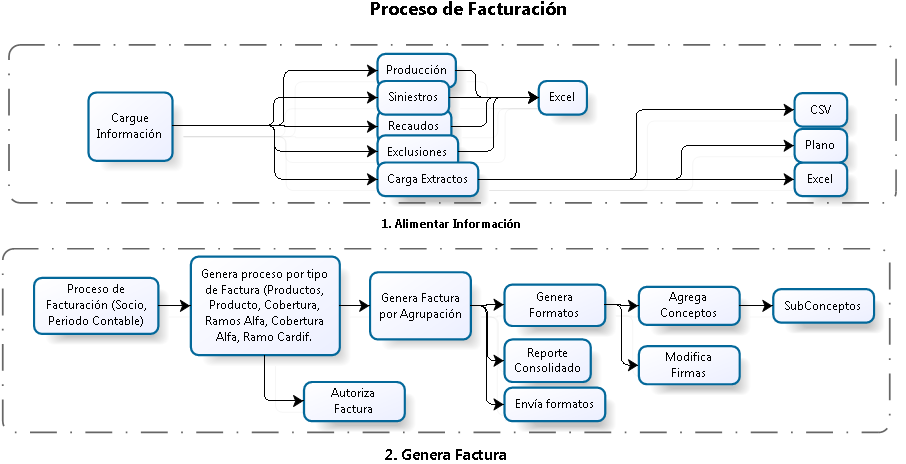 Proceso de Facturación
Cargue
Información
Producción
Siniestros
Recaudos
Exclusiones
Carga Extractos
Excel
CSV
Plano
Excel
1. Alimentar Información
Proceso de
Facturación (Socio,
Periodo Contable)
Genera proceso por tipo
de Factura (Productos,
Producto, Cobertura,
Ramos Alfa, Cobertura
Alfa, Ramo Cardif.
Autoriza
Factura
Genera Factura
por Agrupación
Genera
Formatos
Reporte
Consolidado
Envía formatos
Agrega
Conceptos
Modifica
Firmas
SubConceptos
2. Genera Factura